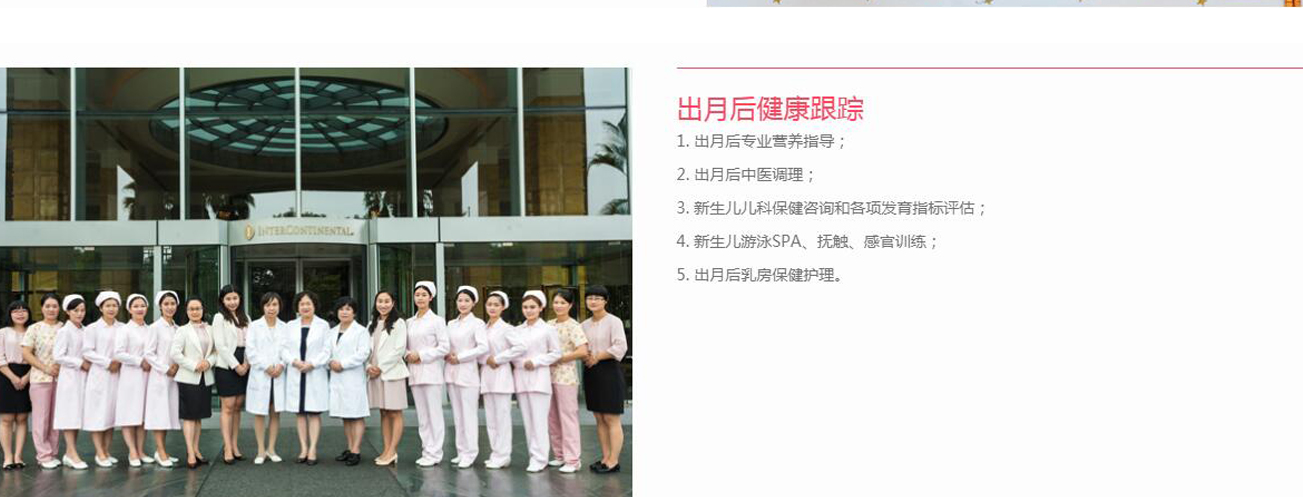 INTERCONTINENTAL
出月后健康跟踪
1. 出月后专业营养指导；
2. 出月后中医调理；
3. 新生儿儿科保健咨询和各项发育指标评估；
4. 新生儿游泳SPA、抚触、感官训练；
5. 出月后乳房保健护理。